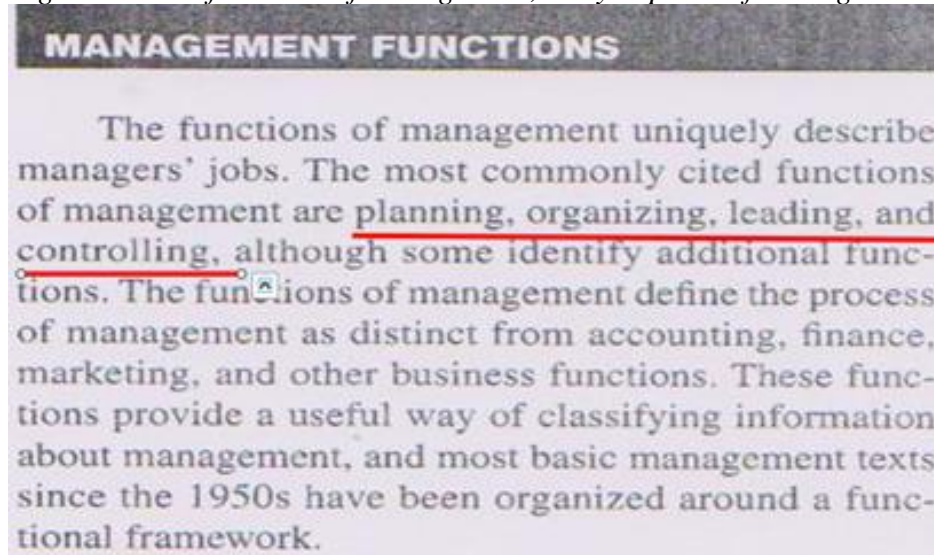 MANAGEMENT FUNCTIONS
The functions of management uniquely describe
managers' jobs. The most commonly cited functions
of management are planning, organizing, leading, and
controlling, although some identify additional func-
tions. The functions of management define the process
of management as distinct from accounting, finance,
marketing, and other business functions. These func-
tions provide a useful way of classifying information
about management, and most basic management texts
since the 1950s have been organized around a func-
tional framework.